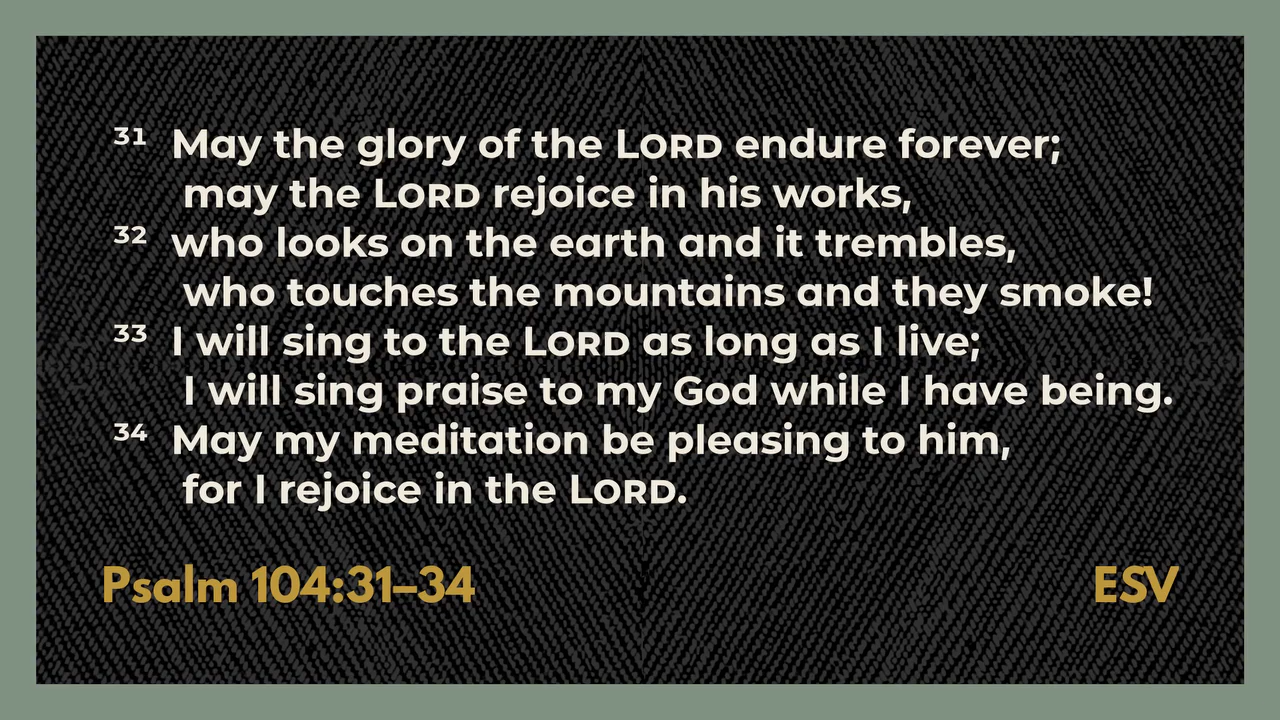 31 May the glory of the LORD endure forever;
may the LORD rejoice in his works,
32 who looks on the earth and it trembles,
who touches the mountains and they smoke!
33 I will sing to the LORD as long as I live;
I will sing praise to my God while I have being.
34 May my meditation be pleasing to him,
for I rejoice in the LORD.
Psalm 104:31–34 ESV